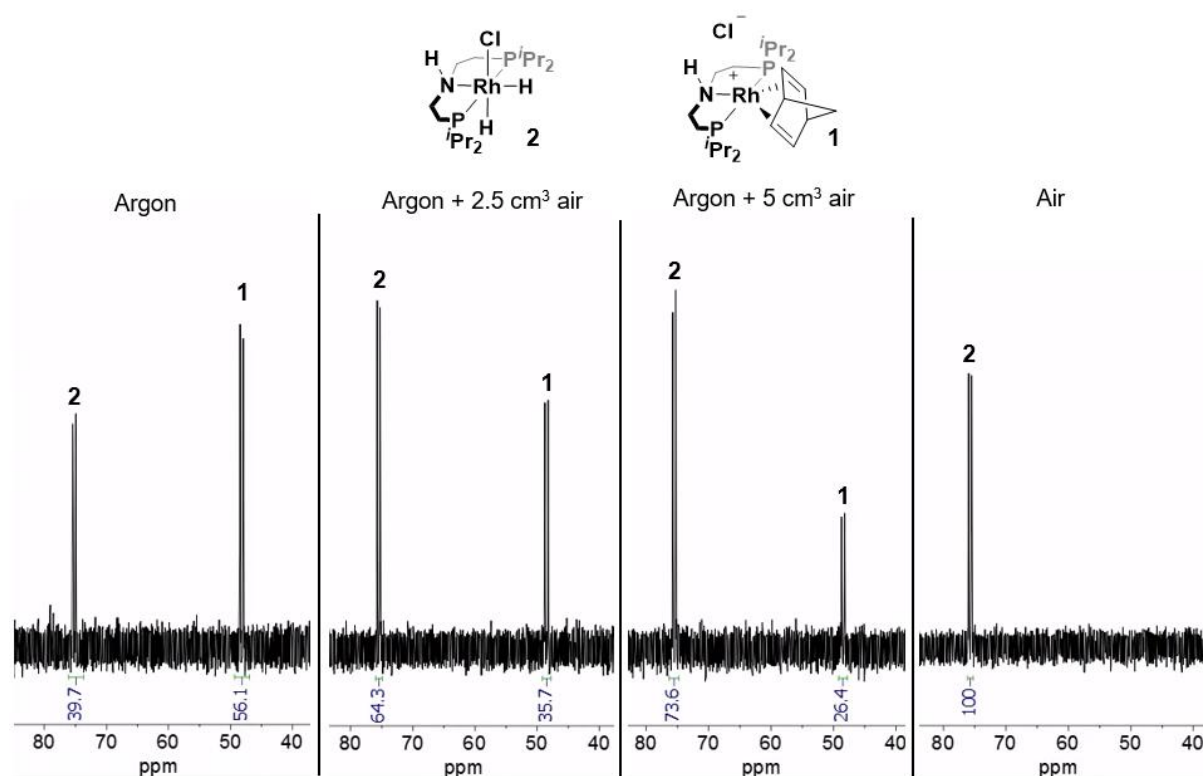 Cl
H
PⁱPr₂
N
Rh
H
P
H
ⁱPr₂
2
Cl⁻
ⁱPr₂
H
P
+
N
Rh
P
ⁱPr₂
1
Argon
Argon + 2.5 cm³ air
Argon + 5 cm³ air
Air
2
1
2
1
2
1
2
39.7
56.1
64.3
35.7
73.6
26.4
100
80 70 60 50 40
80 70 60 50 40
80 70 60 50 40
80 70 60 50 40
ppm
ppm
ppm
ppm